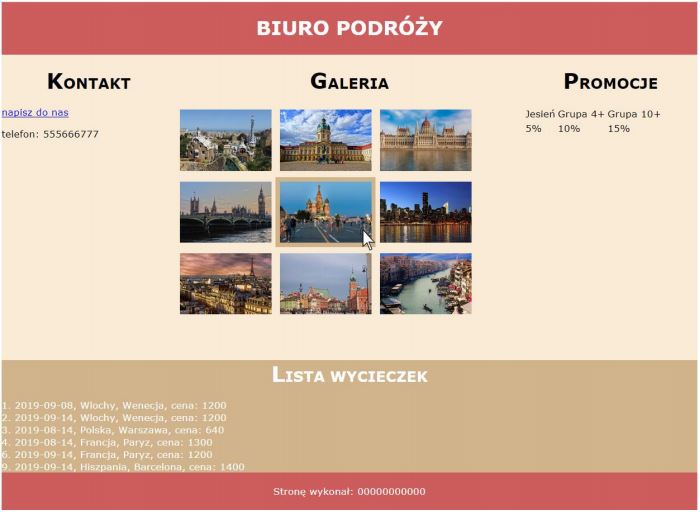 BIURO PODRÓŻY
KONTAKT
napisz do nas
telefon: 555666777
GALERIA
PROMOCJE
Jesień Grupa 4+ Grupa 10+
5% 10% 15%
LISTA WYCIECZEK
1. 2019-09-08, Wlochy, Wenecja, cena: 1200
2. 2019-09-14, Wlochy, Wenecja, cena: 1200
3. 2019-08-14, Polska, Warszawa, cena: 640
4. 2019-08-14, Francja, Paryz, cena: 1300
6. 2019-09-14, Francja, Paryz, cena: 1200
9. 2019-09-14, Hiszpania, Barcelona, cena: 1400
Stronę wykonał: 00000000000